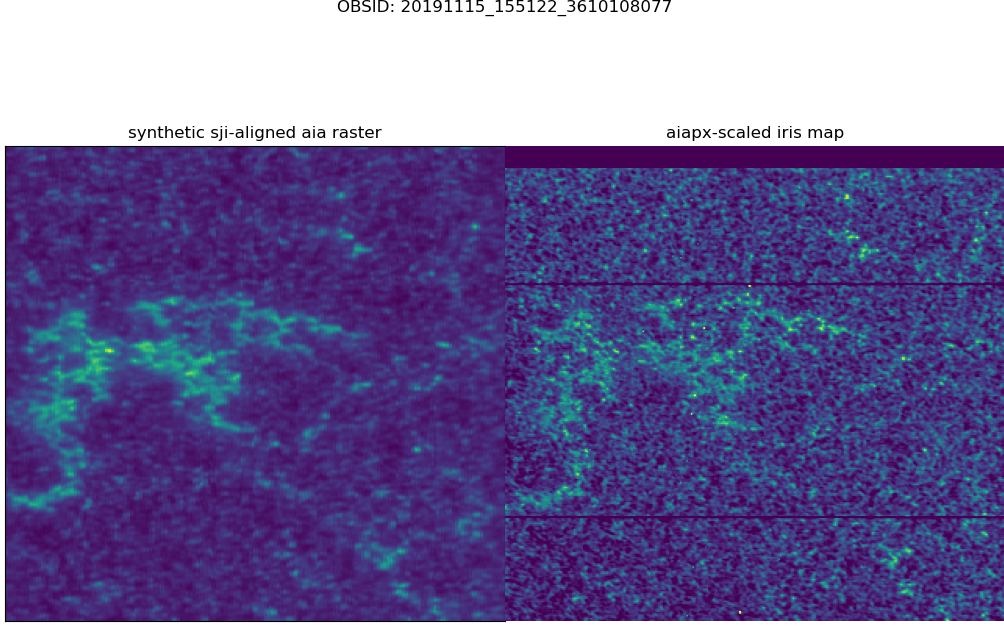 OBSID: 20191115_155122_3610108077
synthetic sji-aligned aia raster
aiapx-scaled iris map